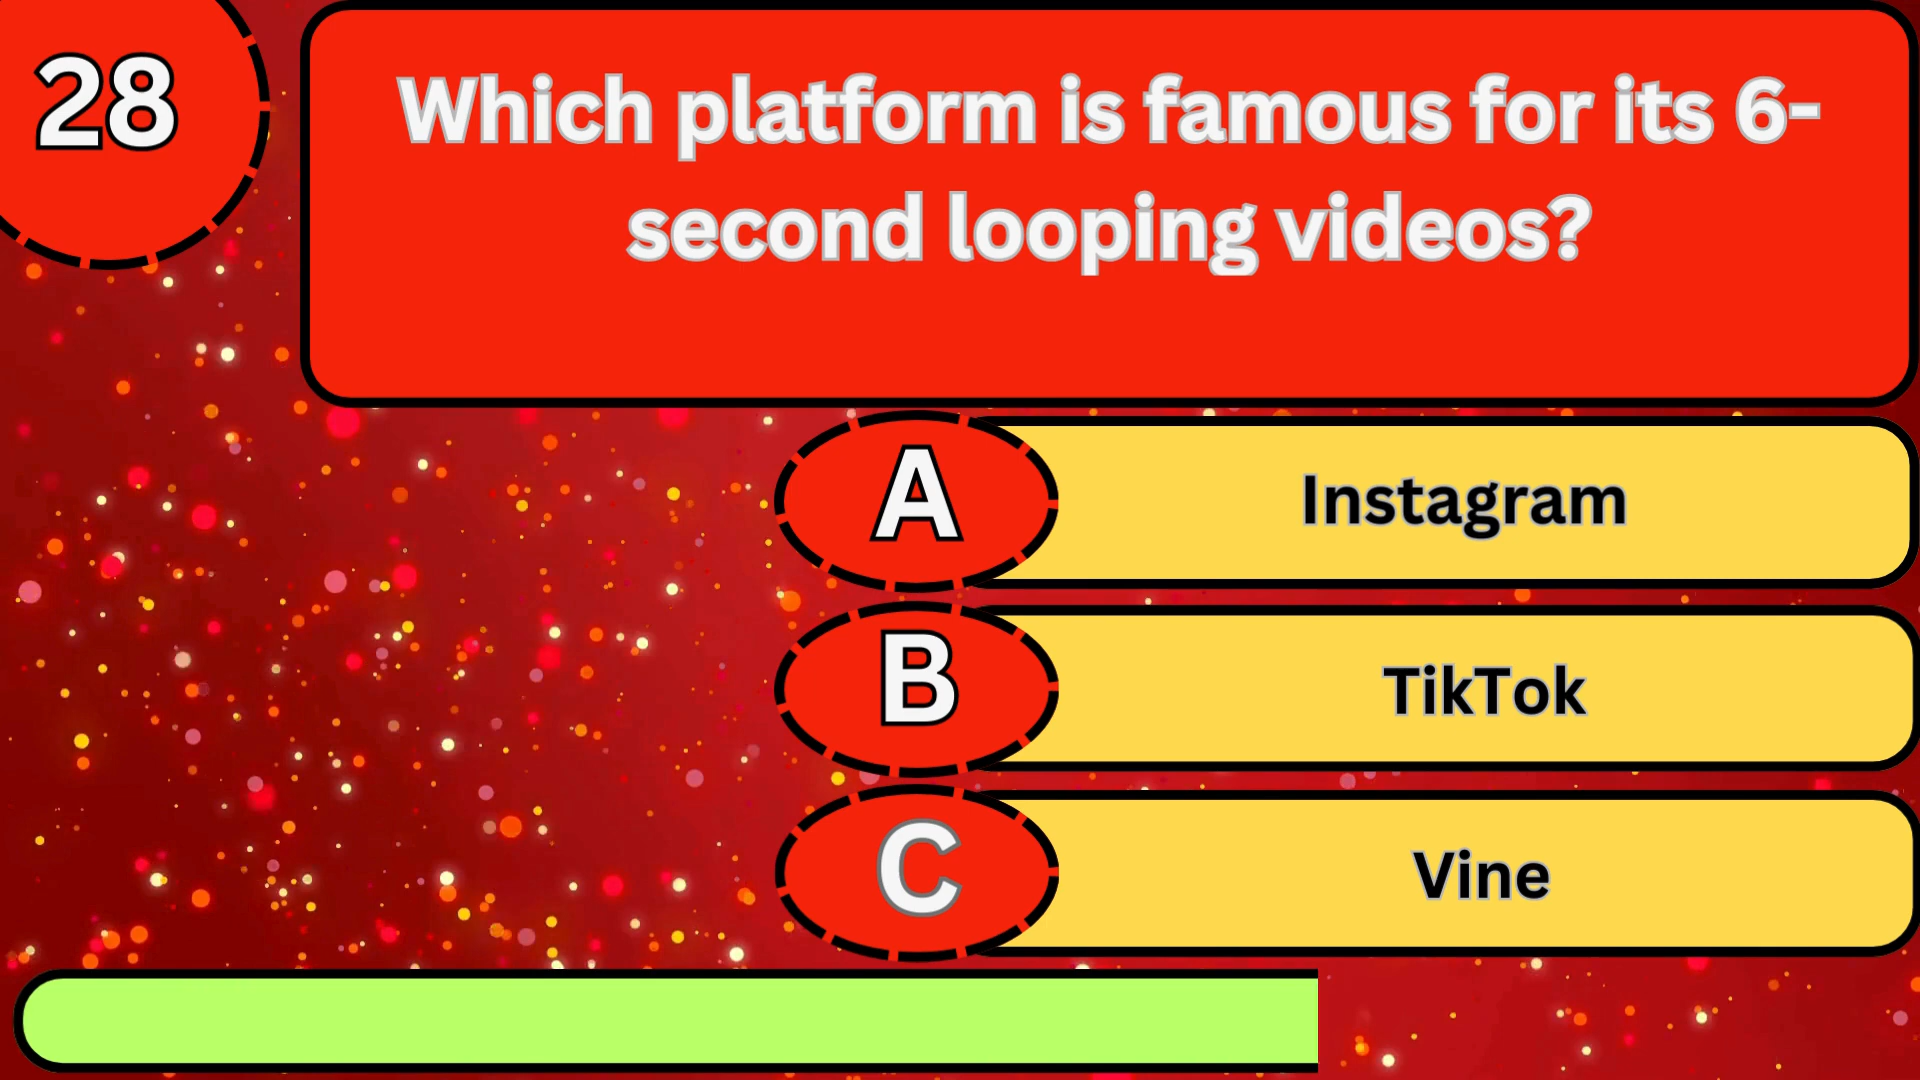 28
Which platform is famous for its 6-
second looping videos?
A
Instagram
B
TikTok
C
Vine